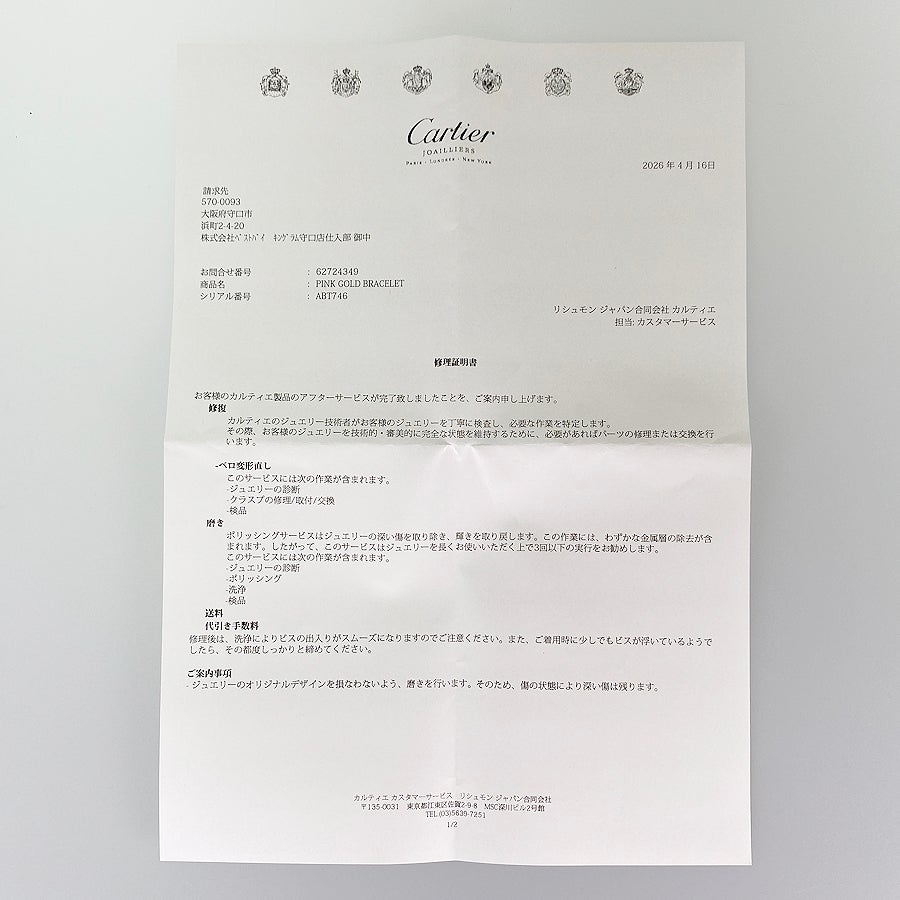 Cartier
JOAILLIERS
PARIS - LONDRES - NEW YORK
2026 年 4 月 16日
請求先
570-0093
大阪府守口市
浜町2-4-20
株式会社ﾍﾞｽﾄﾊﾞｲ　ｷﾝｸﾞﾗﾑ守口店仕入部 御中
お問合せ番号 : 62724349
商品名 : PINK GOLD BRACELET
シリアル番号 : ABT746
リシュモン ジャパン合同会社 カルティエ
担当: カスタマーサービス
修理証明書
お客様のカルティエ製品のアフターサービスが完了致しましたことを、ご案内申し上げます。
修復
カルティエのジュエリー技術者がお客様のジュエリーを丁寧に検査し、必要な作業を特定します。
その際、お客様のジュエリーを技術的・審美的に完全な状態を維持するために、必要があればパーツの修理または交換を行
います。
-ベロ変形直し
このサービスには次の作業が含まれます。
-ジュエリーの診断
-クラスプの修理/取付/交換
-検品
磨き
ポリッシングサービスはジュエリーの深い傷を取り除き、輝きを取り戻します。この作業には、わずかな金属層の除去が含
まれます。したがって、このサービスはジュエリーを長くお使いいただく上で3回以下の実行をお勧めします。
このサービスには次の作業が含まれます。
-ジュエリーの診断
-ポリッシング
-洗浄
-検品
送料
代引き手数料
修理後は、洗浄によりビスの出入りがスムーズになりますのでご注意ください。また、ご着用時に少しでもビスが浮いているようで
したら、その都度しっかりと締めてください。
ご案内事項
- ジュエリーのオリジナルデザインを損なわないよう、磨きを行います。そのため、傷の状態により深い傷は残ります。
カルティエ カスタマーサービス　リシュモン ジャパン合同会社
〒135-0031　東京都江東区佐賀2-9-8　MSC深川ビル2号館
TEL (03)5639-7251
1/2